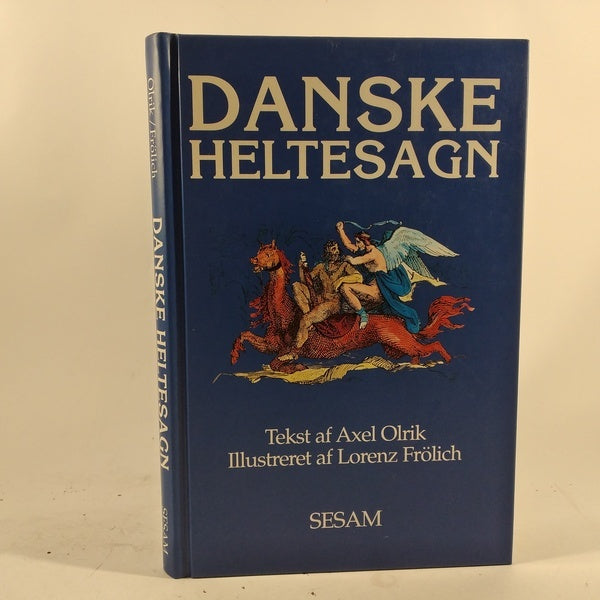 Olrik / Frölich
DANSKE HELTESAGN
SESAM
DANSKE
HELTESAGN
Tekst af Axel Olrik
Illustreret af Lorenz Frölich
SESAM